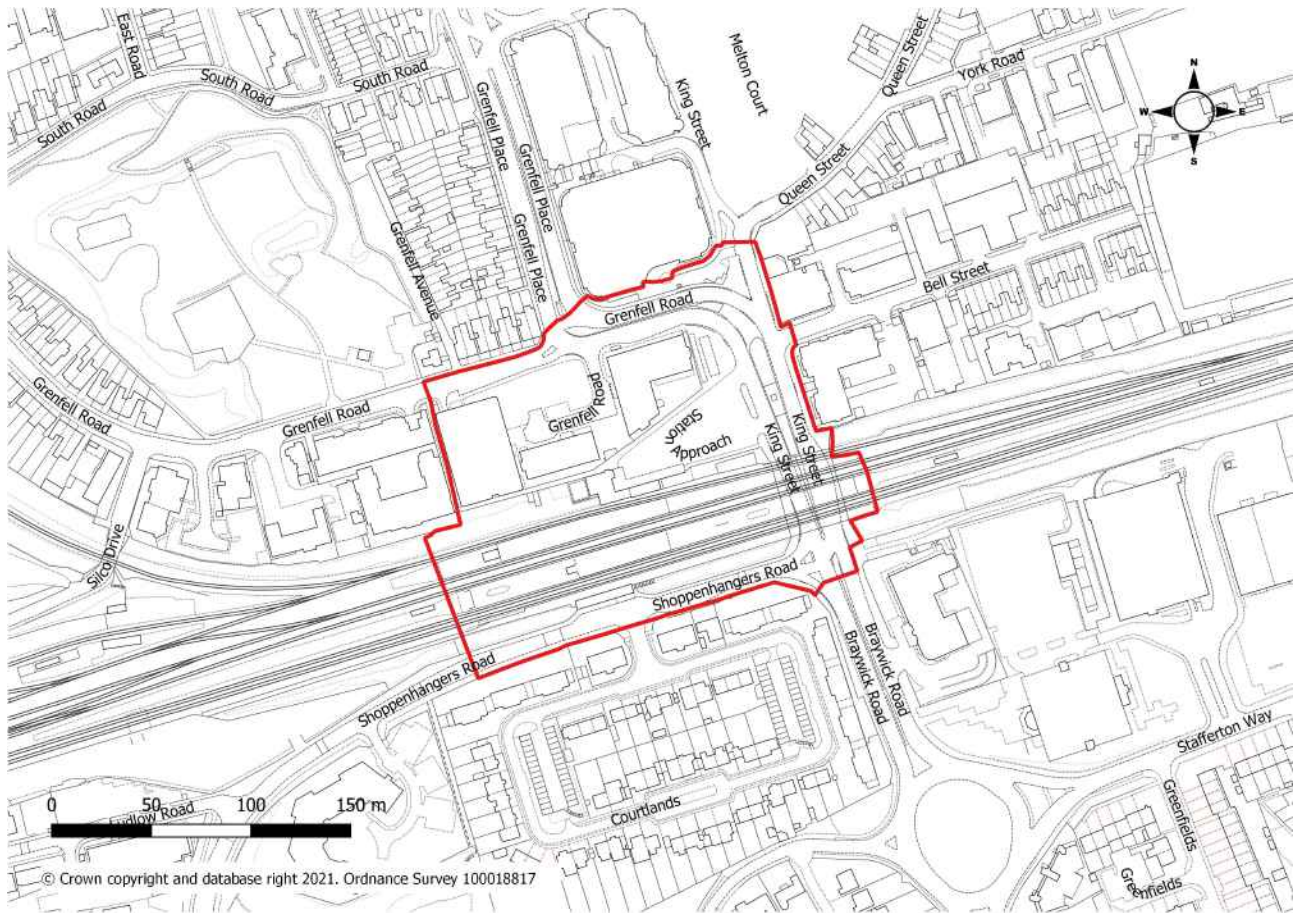 East Road
South Road
South Road
South Road
Grenfell Place
Grenfell Place
Grenfell Place
Grenfell Place
King Street
Melton Court
Queen Street
York Road
Queen Street
N
W
E
S
Bell Street
Grenfell Avenue
Grenfell Road
Grenfell Road
Grenfell Road
Grenfell Road
Station
Approach
King Street
King Street
Silco Drive
Shoppenhangers Road
Shoppenhangers Road
Braywick Road
Braywick Road
Stafferton Way
Courtlands
Greenfields
Greenfields
0 50 100 150 m
Ludlow Road
© Crown copyright and database right 2021. Ordnance Survey 100018817